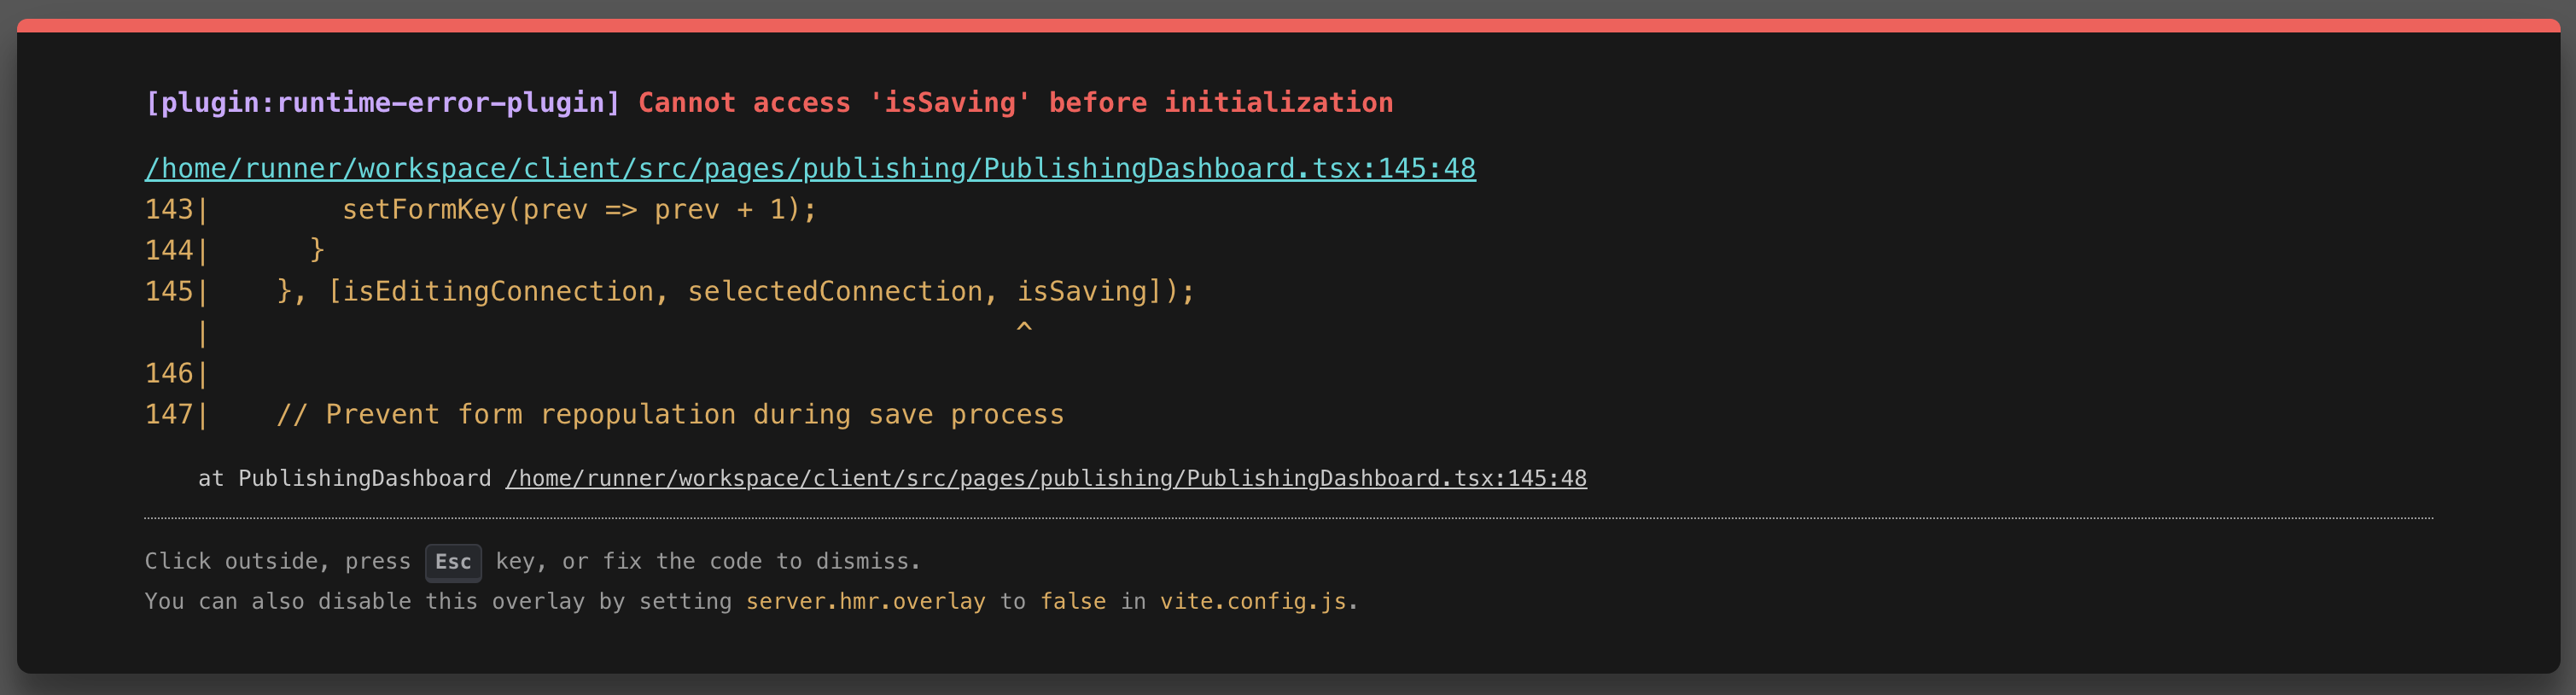 [plugin:runtime-error-plugin] Cannot access 'isSaving' before initialization
/home/runner/workspace/client/src/pages/publishing/PublishingDashboard.tsx:145:48
143|        setFormKey(prev => prev + 1);
144|      }
145|    }, [isEditingConnection, selectedConnection, isSaving]);
   |                                                 ^
146|
147|    // Prevent form repopulation during save process
    at PublishingDashboard /home/runner/workspace/client/src/pages/publishing/PublishingDashboard.tsx:145:48
Click outside, press Esc key, or fix the code to dismiss.
You can also disable this overlay by setting server.hmr.overlay to false in vite.config.js.